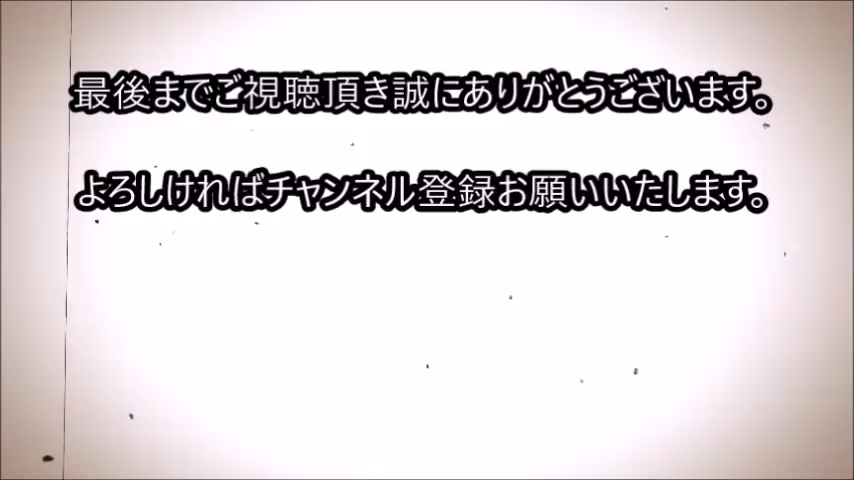 最後までご視聴頂き誠にありがとうございます。
よろしければチャンネル登録お願いいたします。